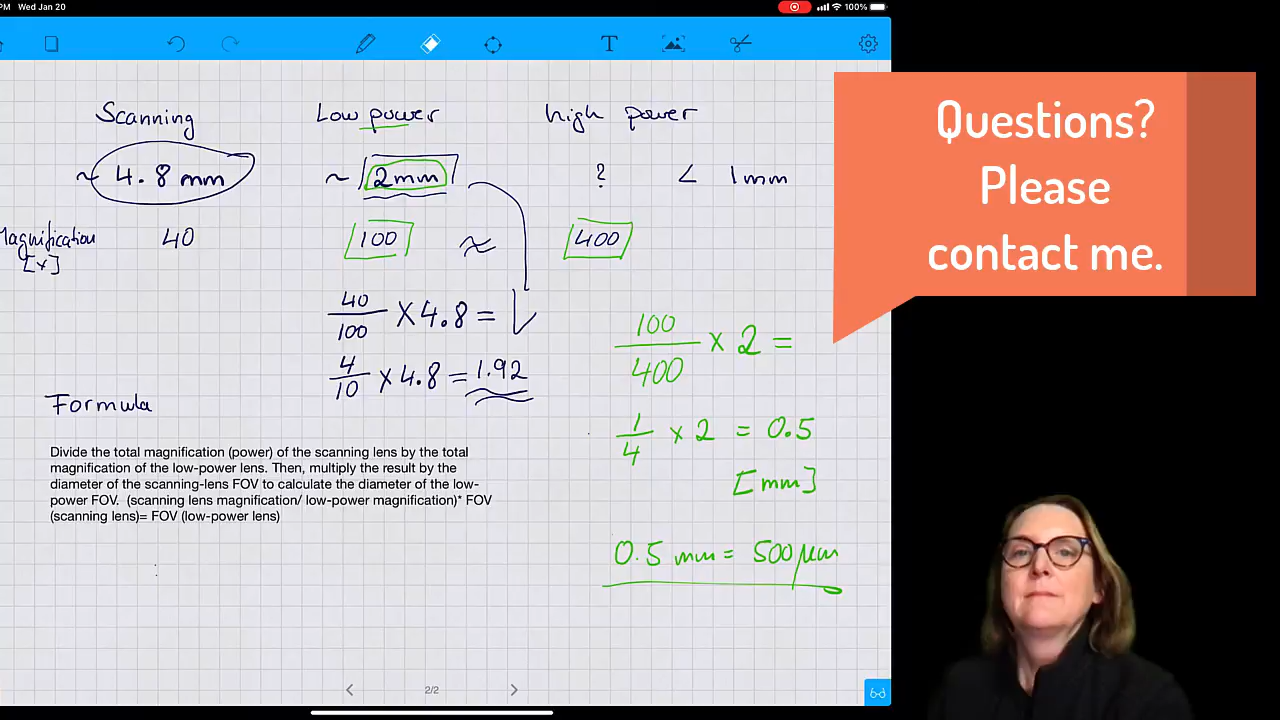 PM Wed Jan 20
100%
Scanning Low power high power
~ 4.8 mm ~ 2mm ? < 1mm
Magnification 40 100 ≈ 400
[x]
40/100 × 4.8 =
4/10 × 4.8 = 1.92
100/400 × 2 =
1/4 × 2 = 0.5
[mm]
0.5 mm = 500 µm
Formula
Divide the total magnification (power) of the scanning lens by the total
magnification of the low-power lens. Then, multiply the result by the
diameter of the scanning-lens FOV to calculate the diameter of the low-
power FOV. (scanning lens magnification/ low-power magnification)* FOV
(scanning lens)= FOV (low-power lens)
2/2
Questions?
Please
contact me.